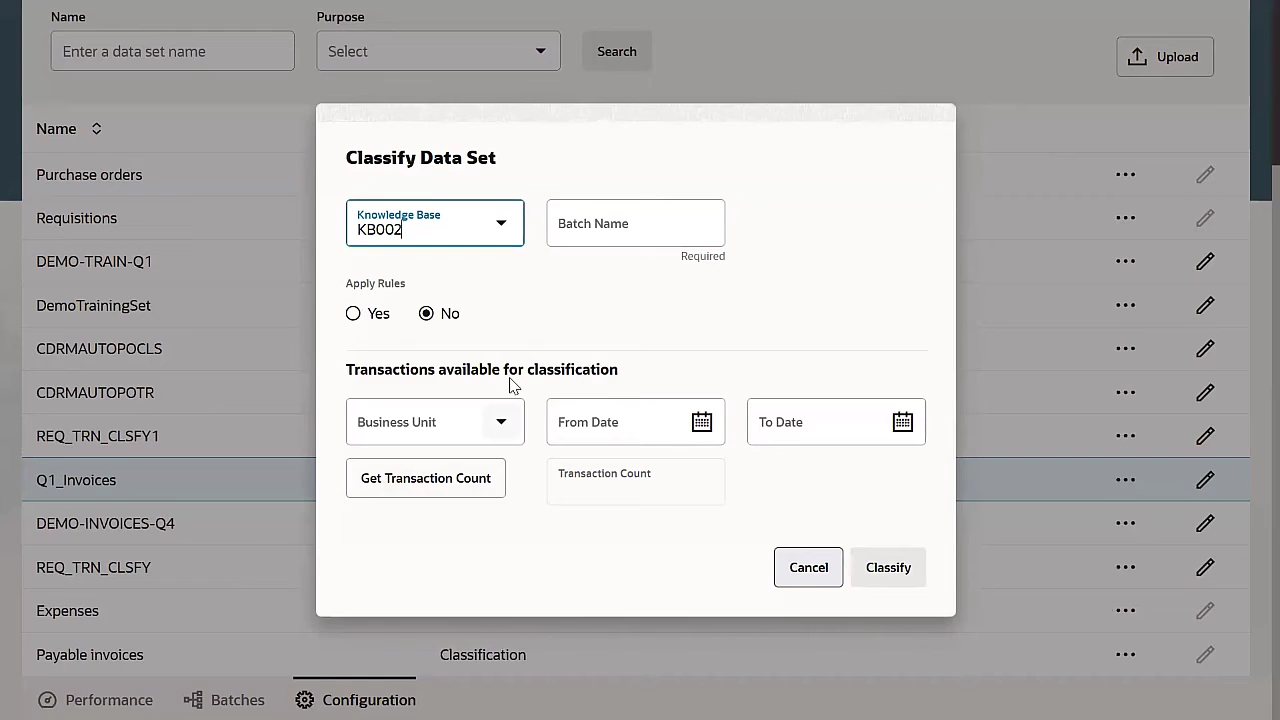 Name
Purpose
Enter a data set name
Select
Search
Upload
Name
Purchase orders
Requisitions
DEMO-TRAIN-Q1
DemoTrainingSet
CDRMAUTOPOCLS
CDRMAUTOPOTR
REQ_TRN_CLSFY1
Q1_Invoices
DEMO-INVOICES-Q4
REQ_TRN_CLSFY
Expenses
Payable invoices
Classification
Classify Data Set
Knowledge Base
KB002
Batch Name
Required
Apply Rules
Yes
No
Transactions available for classification
Business Unit
From Date
To Date
Get Transaction Count
Transaction Count
Cancel
Classify
Performance
Batches
Configuration